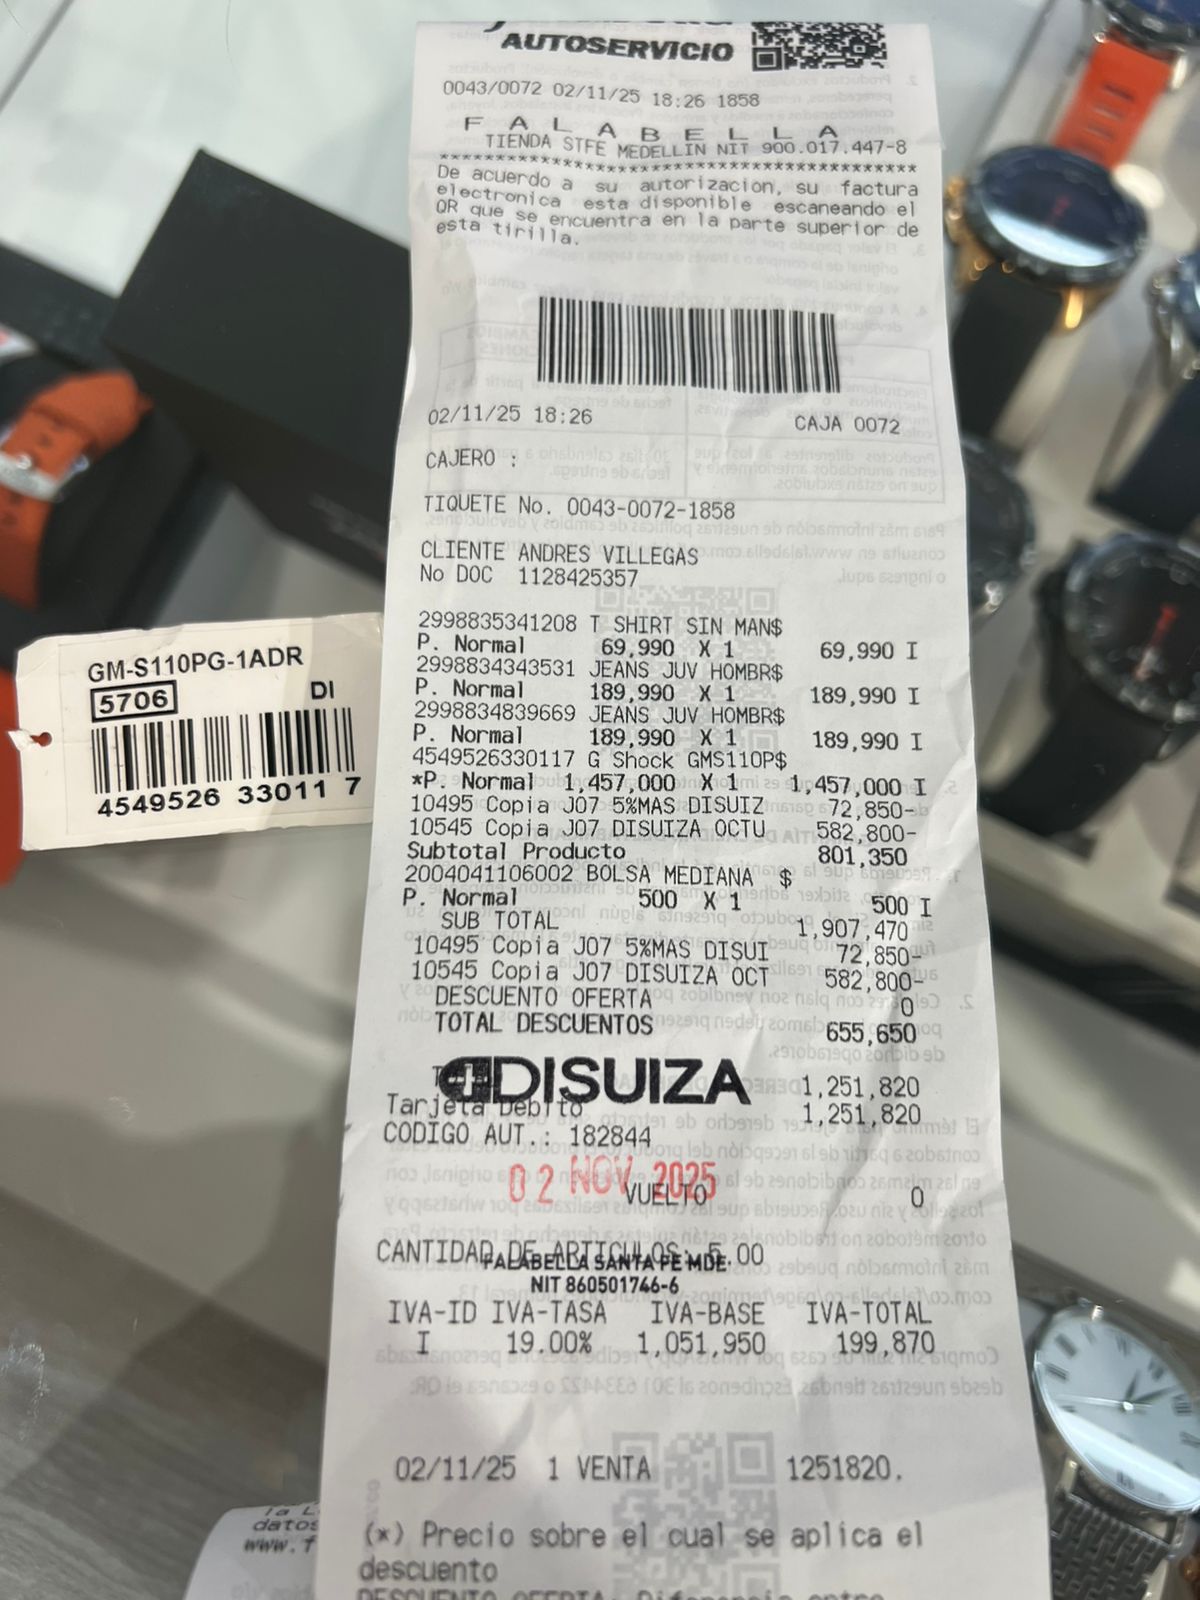 AUTOSERVICIO
0043/0072 02/11/25 18:26 1858
F A L A B E L L A
TIENDA STFE MEDELLIN NIT 900.017.447-8
******************************************
De acuerdo a su autorizacion, su factura
electronica esta disponible escaneando el
QR que se encuentra en la parte superior de
esta tirilla.
02/11/25 18:26 CAJA 0072
CAJERO :
TIQUETE No. 0043-0072-1858
CLIENTE ANDRES VILLEGAS
No DOC 1128425357
2998835341208 T SHIRT SIN MAN$
P. Normal 69,990 X 1 69,990 I
2998834343531 JEANS JUV HOMBR$
P. Normal 189,990 X 1 189,990 I
2998834839669 JEANS JUV HOMBR$
P. Normal 189,990 X 1 189,990 I
4549526330117 G Shock GMS110P$
*P. Normal 1,457,000 X 1 1,457,000 I
10495 Copia J07 5%MAS DISUIZ 72,850-
10545 Copia J07 DISUIZA OCTU 582,800-
Subtotal Producto 801,350
2004041106002 BOLSA MEDIANA $
P. Normal 500 X 1 500 I
SUB TOTAL 1,907,470
10495 Copia J07 5%MAS DISUI 72,850-
10545 Copia J07 DISUIZA OCT 582,800-
DESCUENTO OFERTA 0
TOTAL DESCUENTOS 655,650
DISUIZA
1,251,820
Tarjeta Debito 1,251,820
CODIGO AUT.: 182844
02 NOV 2025
VUELTO 0
CANTIDAD DE ARTICULOS: 5.00
FALABELLA SANTA FE MDE
NIT 860501746-6
IVA-ID IVA-TASA IVA-BASE IVA-TOTAL
I 19.00% 1,051,950 199,870
02/11/25 1 VENTA 1251820.
(*) Precio sobre el cual se aplica el
descuento
DESCUENTO OFERTA: Diferencia entre
GM-S110PG-1ADR
5706 DI
4549526 33011 7
datos
www.f